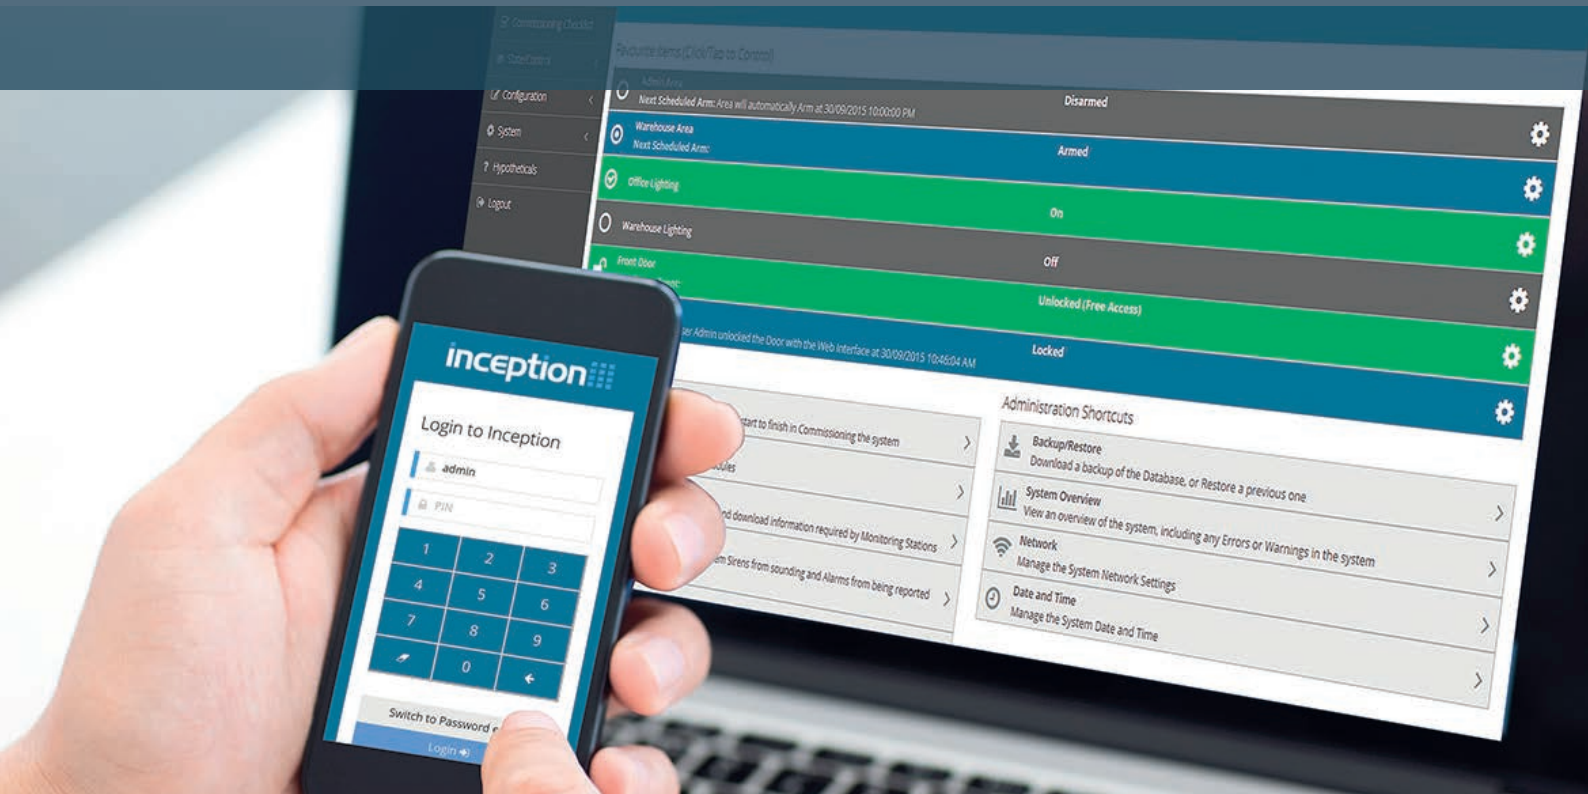 Commissioning Checklist
State/Control
Configuration
System
? Hypotheticals
Logout
Favourite Items (Click/Tap to Control)
Admin Area
Next Scheduled Arm: Area will automatically Arm at 30/09/2015 10:00:00 PM
Disarmed
Warehouse Area
Next Scheduled Arm:
Armed
Office Lighting
On
Warehouse Lighting
Off
Front Door
Unlocked (Free Access)
Admin unlocked the Door with the Web Interface at 30/09/2015 10:46:04 AM
Locked
start to finish in Commissioning the system
download information required by Monitoring Stations
Sirens from sounding and Alarms from being reported
Administration Shortcuts
Backup/Restore
Download a backup of the Database, or Restore a previous one
System Overview
View an overview of the system, including any Errors or Warnings in the system
Network
Manage the System Network Settings
Date and Time
Manage the System Date and Time
inception
Login to Inception
admin
PIN
1 2 3
4 5 6
7 8 9
0
Switch to Password
Login